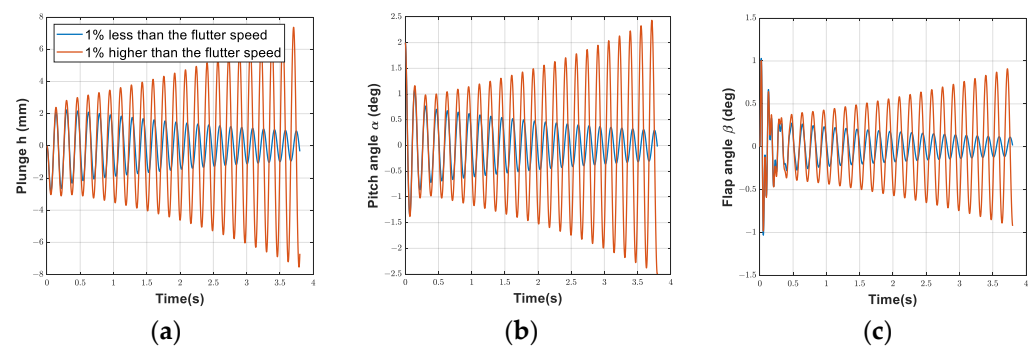 8
6
4
2
0
−2
−4
−6
−8
Plunge h (mm)
1% less than the flutter speed
1% higher than the flutter speed
0 0.5 1 1.5 2 2.5 3 3.5 4
Time(s)
(a)
2.5
2
1.5
1
0.5
0
−0.5
−1
−1.5
−2
−2.5
Pitch angle α (deg)
0 0.5 1 1.5 2 2.5 3 3.5 4
Time(s)
(b)
1.5
1
0.5
0
−0.5
−1
−1.5
Flap angle β (deg)
0 0.5 1 1.5 2 2.5 3 3.5 4
Time(s)
(c)